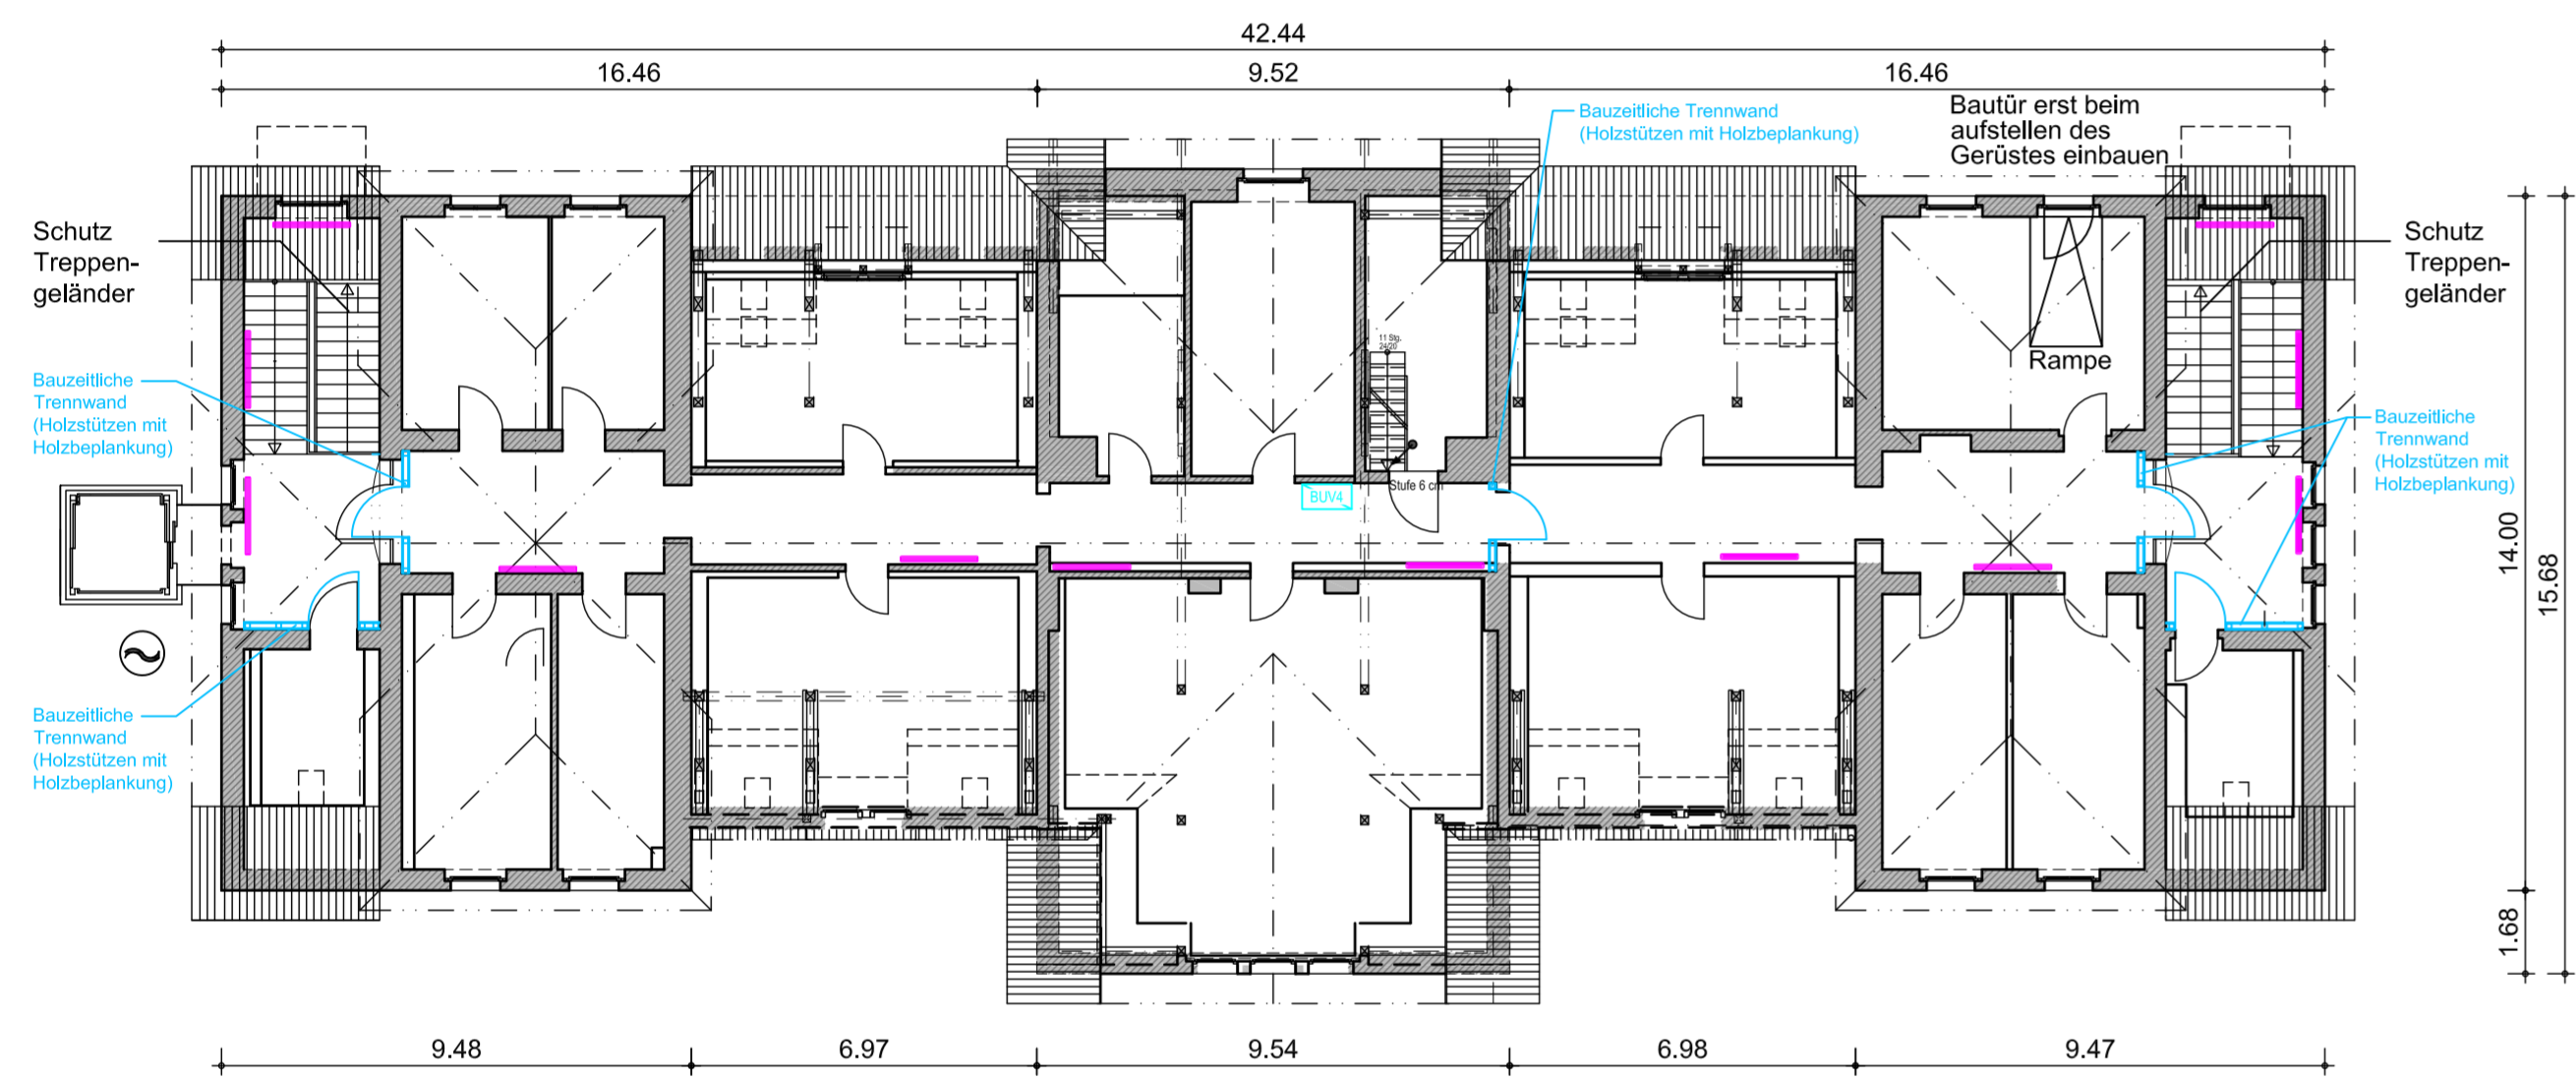 42.44
16.46
9.52
16.46
Bauzeitliche Trennwand
(Holzstützen mit Holzbeplankung)
Bautür erst beim
aufstellen des
Gerüstes einbauen
Schutz
Treppen-
geländer
Schutz
Treppen-
geländer
11 Stg.
24/20
Rampe
Bauzeitliche
Trennwand
(Holzstützen mit
Holzbeplankung)
Bauzeitliche
Trennwand
(Holzstützen mit
Holzbeplankung)
BUV4
Stufe 6 cm
14.00
15.68
Bauzeitliche
Trennwand
(Holzstützen mit
Holzbeplankung)
1.68
9.48
6.97
9.54
6.98
9.47